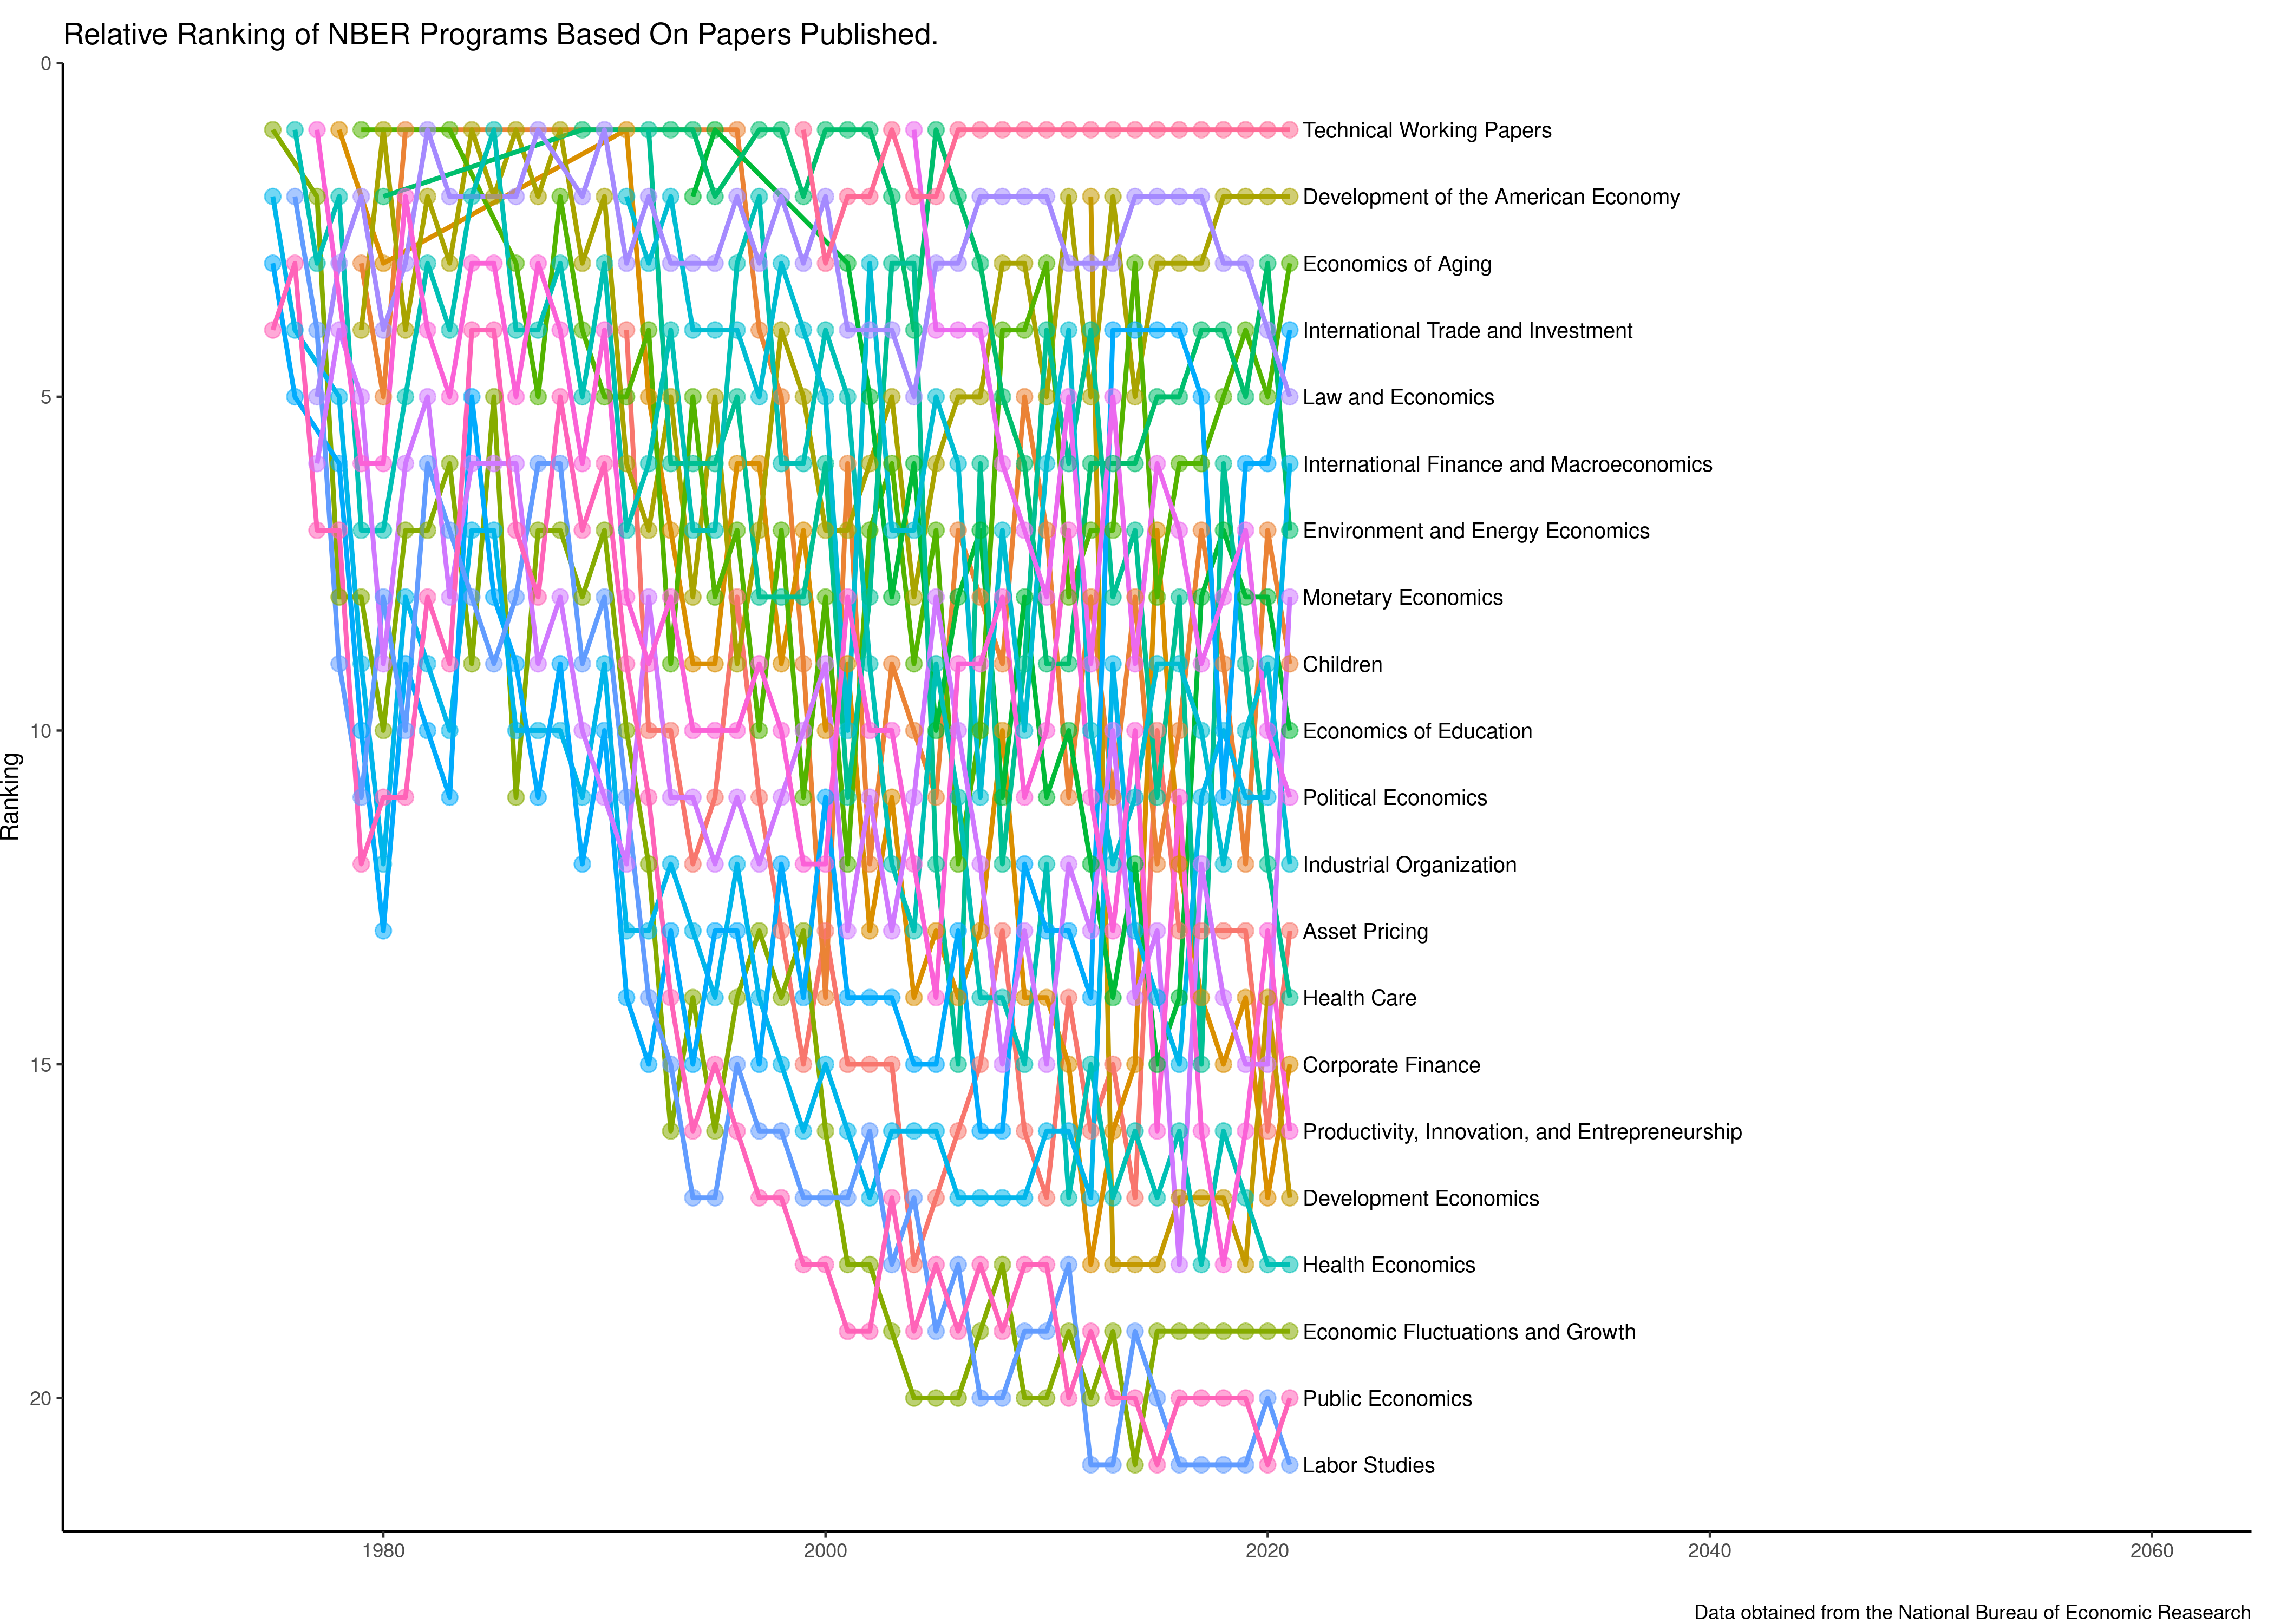 Relative Ranking of NBER Programs Based On Papers Published.
0
Technical Working Papers
Development of the American Economy
Economics of Aging
International Trade and Investment
5
Law and Economics
International Finance and Macroeconomics
Environment and Energy Economics
Monetary Economics
Children
10
Economics of Education
Ranking
Political Economics
Industrial Organization
Asset Pricing
Health Care
15
Corporate Finance
Productivity, Innovation, and Entrepreneurship
Development Economics
Health Economics
Economic Fluctuations and Growth
20
Public Economics
Labor Studies
1980
2000
2020
2040
2060
Data obtained from the National Bureau of Economic Reasearch